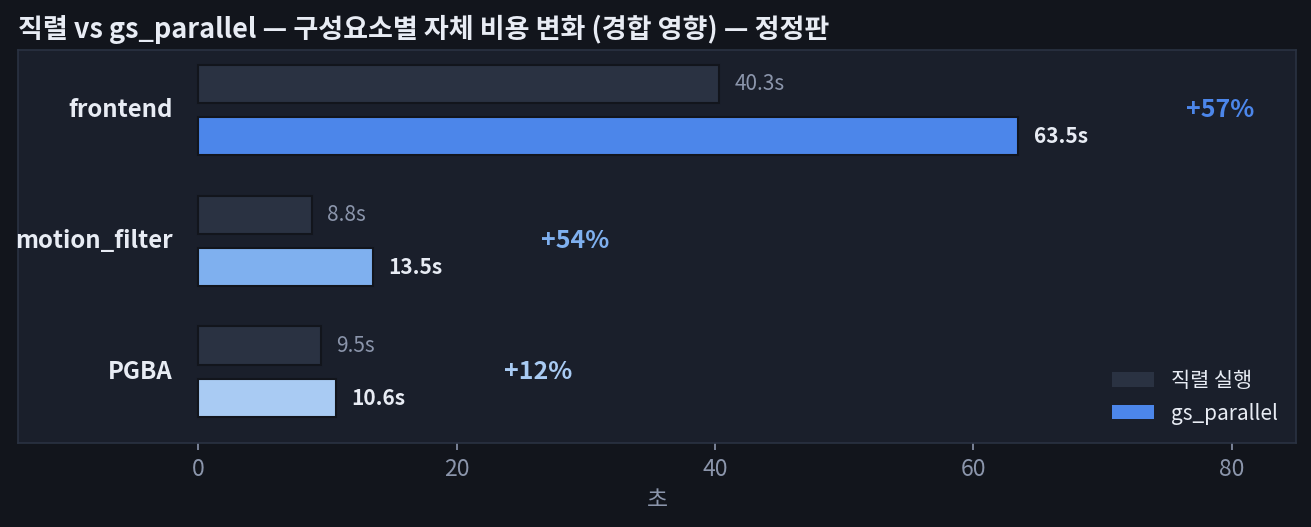 직렬 vs gs_parallel — 구성요소별 자체 비용 변화 (경합 영향) — 정정판
40.3s
frontend
+57%
63.5s
8.8s
motion_filter
+54%
13.5s
9.5s
PGBA
+12%
10.6s
직렬 실행
gs_parallel
0 20 40 60 80
초